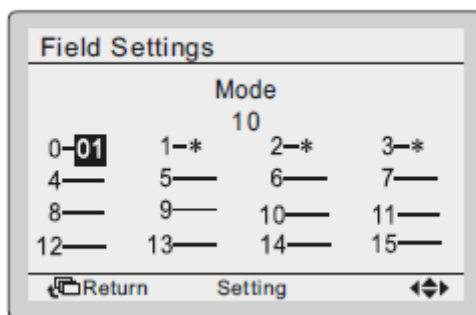 Field Settings
Mode
10
0-01 1-* 2-* 3-*
4— 5— 6— 7—
8— 9— 10— 11—
12— 13— 14— 15—
Return Setting